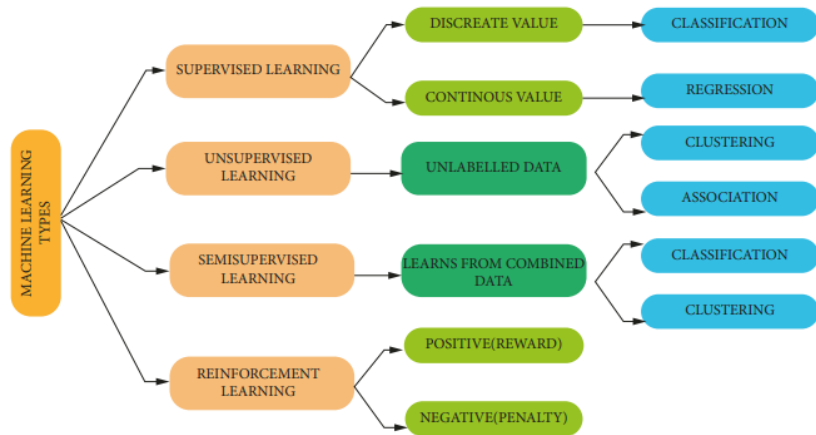 MACHINE LEARNING
TYPES
SUPERVISED LEARNING
DISCREATE VALUE
CLASSIFICATION
CONTINOUS VALUE
REGRESSION
UNSUPERVISED
LEARNING
UNLABELLED DATA
CLUSTERING
ASSOCIATION
SEMISUPERVISED
LEARNING
LEARNS FROM COMBINED
DATA
CLASSIFICATION
CLUSTERING
REINFORCEMENT
LEARNING
POSITIVE(REWARD)
NEGATIVE(PENALTY)